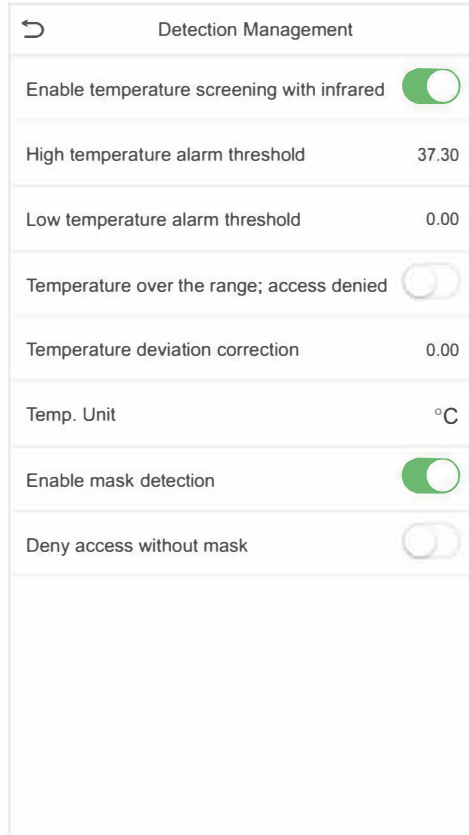 Detection Management
Enable temperature screening with infrared
High temperature alarm threshold 37.30
Low temperature alarm threshold 0.00
Temperature over the range; access denied
Temperature deviation correction 0.00
Temp. Unit °C
Enable mask detection
Deny access without mask